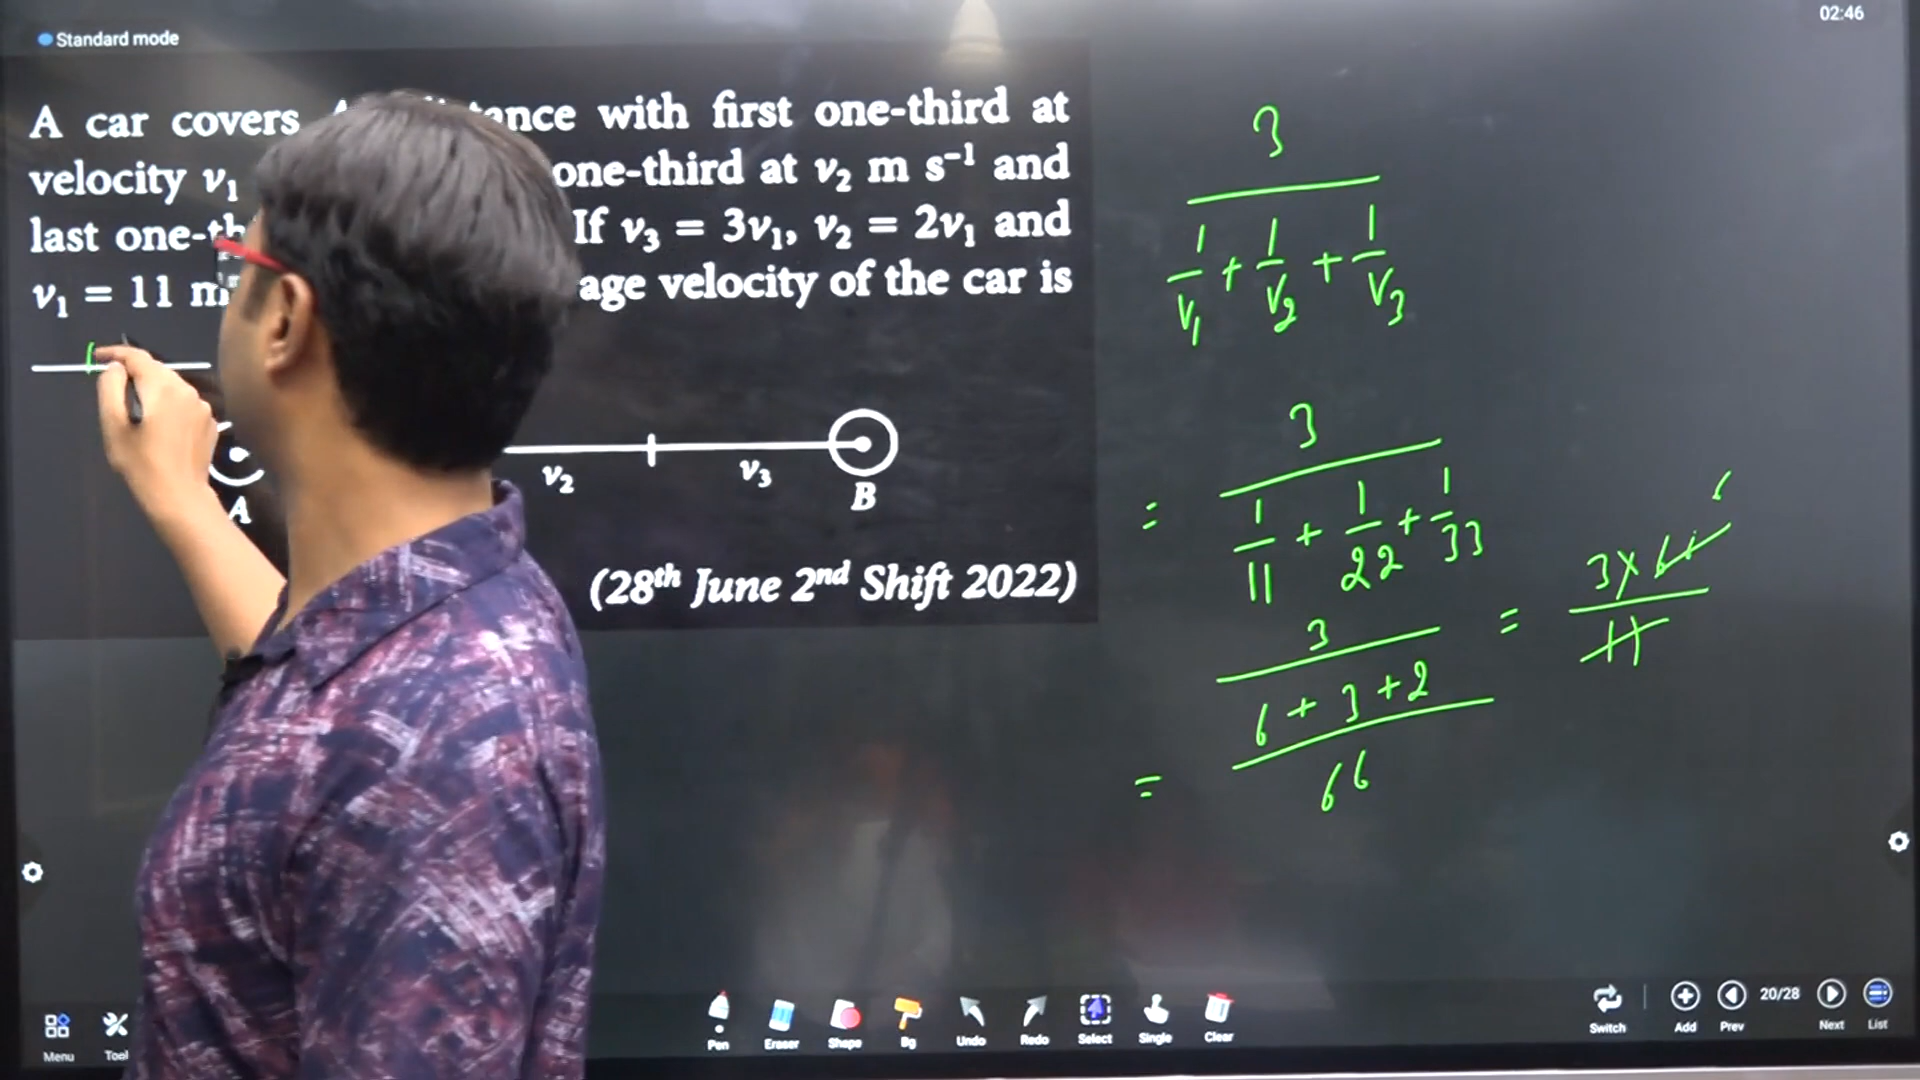 02:46
Standard mode
A car covers with first one-third at
velocity v₁ one-third at v₂ m s⁻¹ and
last If v₃ = 3v₁, v₂ = 2v₁ and
v₁ = 11 velocity of the car is
v₂ v₃
A B
(28ᵗʰ June 2ⁿᵈ Shift 2022)
3
1/V₁ + 1/V₂ + 1/V₃
= 3
1/11 + 1/22 + 1/33
= 3
6 + 3 + 2
66
= 3 × 66 6
11
Menu Tool Pen Eraser Shape Bg Undo Redo Select Single Clear Switch Add Prev 20/28 Next List